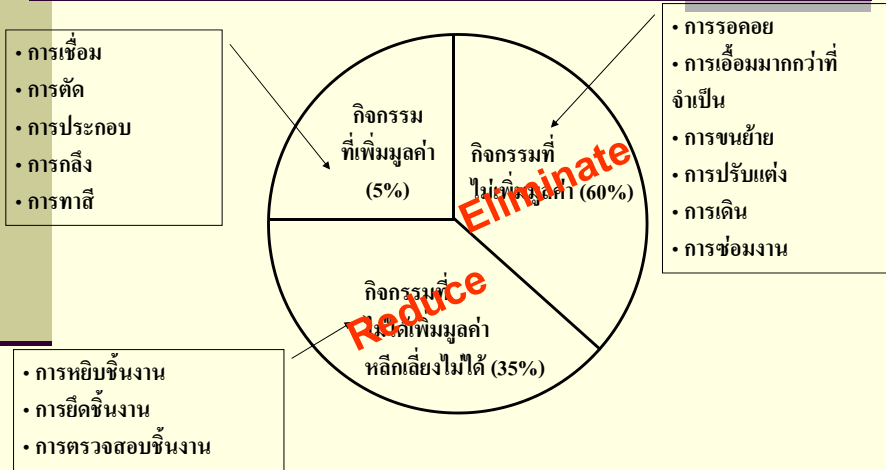 • การเชื่อม
• การตัด
• การประกอบ
• การกลึง
• การทาสี
กิจกรรม
ที่เพิ่มมูลค่า
(5%)
กิจกรรมที่
ไม่เพิ่มมูลค่า (60%)
Eliminate
• การรอคอย
• การเอื้อมมากกว่าที่
จำเป็น
• การขนย้าย
• การปรับแต่ง
• การเดิน
• การซ่อมงาน
กิจกรรมที่
ไม่ได้เพิ่มมูลค่า
หลีกเลี่ยงไม่ได้ (35%)
Reduce
• การหยิบชิ้นงาน
• การยึดชิ้นงาน
• การตรวจสอบชิ้นงาน